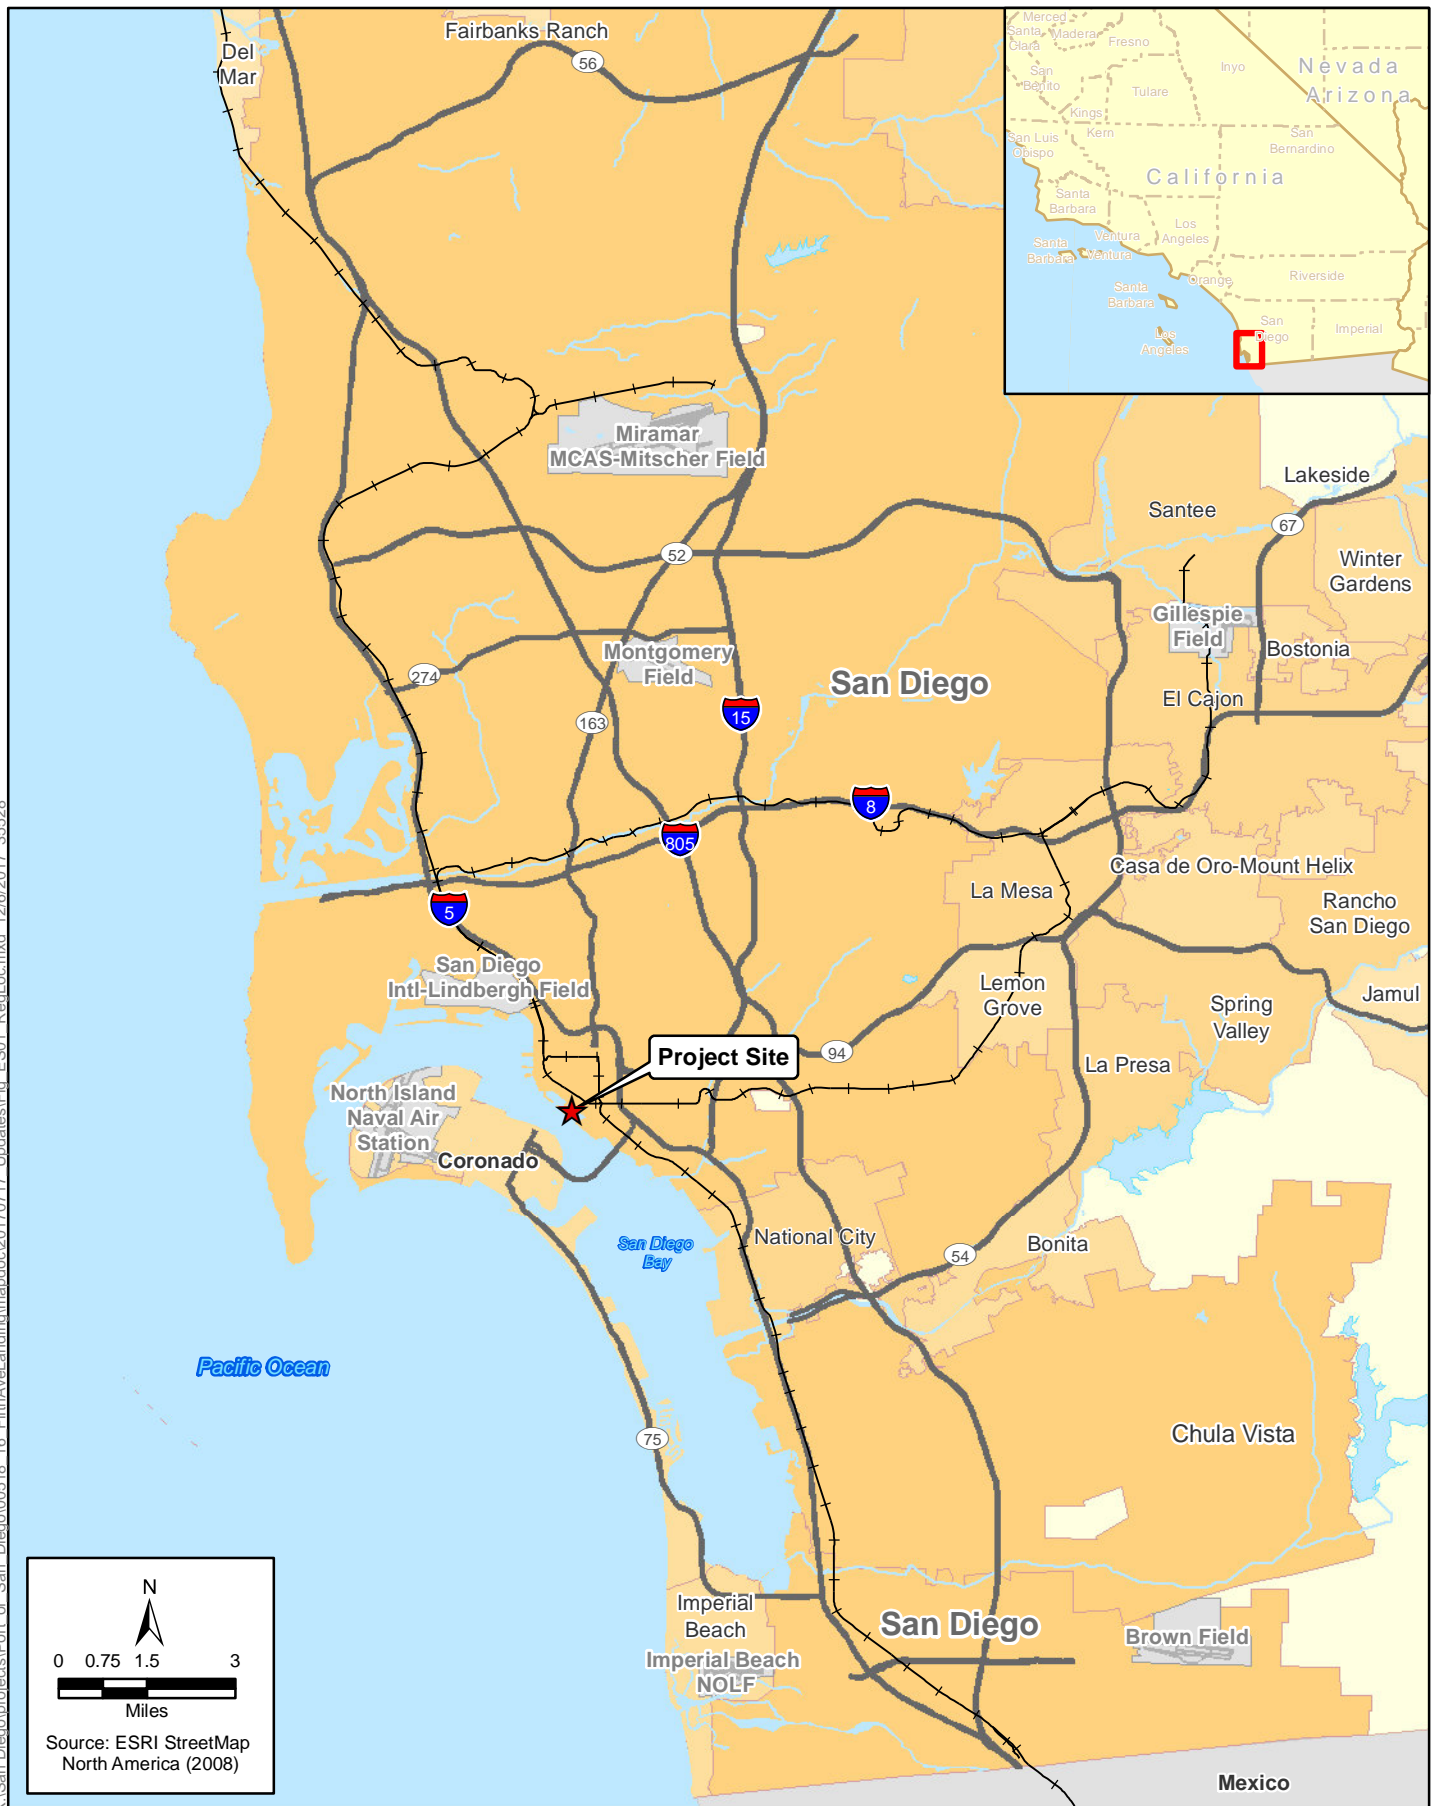 Fairbanks Ranch
Del
Mar
56
Merced
Santa
Clara
Madera
Fresno
San
Benito
Inyo
Nevada
Arizona
Tulare
Kings
San Luis
Obispo
Kern
San
Bernardino
California
Santa
Barbara
Los
Angeles
Ventura
Santa
Barbara
Ventura
Santa
Barbara
Orange
Riverside
Los
Angeles
San
Diego
Imperial
Miramar
MCAS-Mitscher Field
Lakeside
Santee
67
52
Winter
Gardens
Gillespie
Field
Montgomery
Field
Bostonia
274
San Diego
El Cajon
163
15
8
805
Casa de Oro-Mount Helix
La Mesa
5
Rancho
San Diego
San Diego
Intl-Lindbergh Field
Lemon
Grove
Jamul
Spring
Valley
Project Site
94
La Presa
North Island
Naval Air
Station
Coronado
National City
San Diego
Bay
54
Bonita
Pacific Ocean
75
Chula Vista
Imperial
Beach
San Diego
Brown Field
Imperial Beach
NOLF
Mexico
N
0 0.75 1.5 3
Miles
Source: ESRI StreetMap
North America (2008)